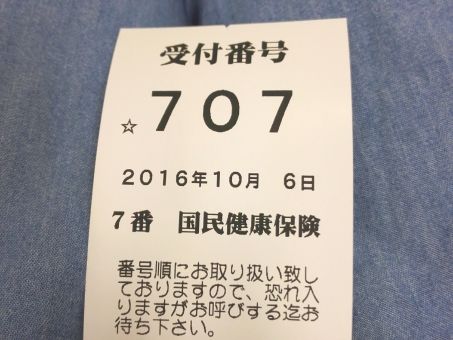 受付番号
☆707
2016年10月 6日
7番 国民健康保険
番号順にお取り扱い致し
ておりますので、恐れ入
りますがお呼びする迄お
待ち下さい。